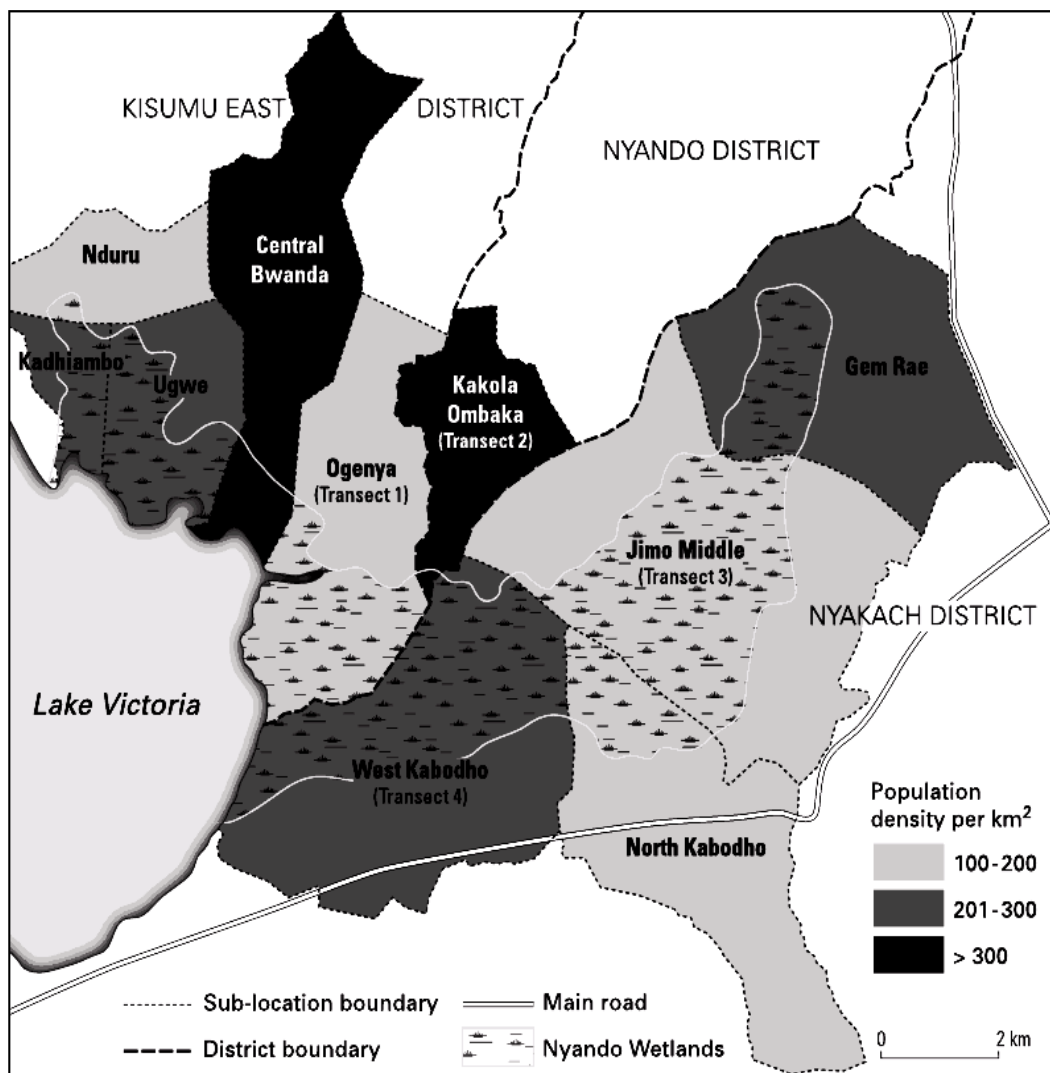 KISUMU EAST DISTRICT
NYANDO DISTRICT
Nduru
Central
Bwanda
Kadhiambo
Ugwe
Kakola
Ombaka
(Transect 2)
Gem Rae
Ogenya
(Transect 1)
Jimo Middle
(Transect 3)
NYAKACH DISTRICT
Lake Victoria
West Kabodho
(Transect 4)
North Kabodho
Population
density per km²
100-200
201-300
> 300
Sub-location boundary
Main road
District boundary
Nyando Wetlands
0 2 km